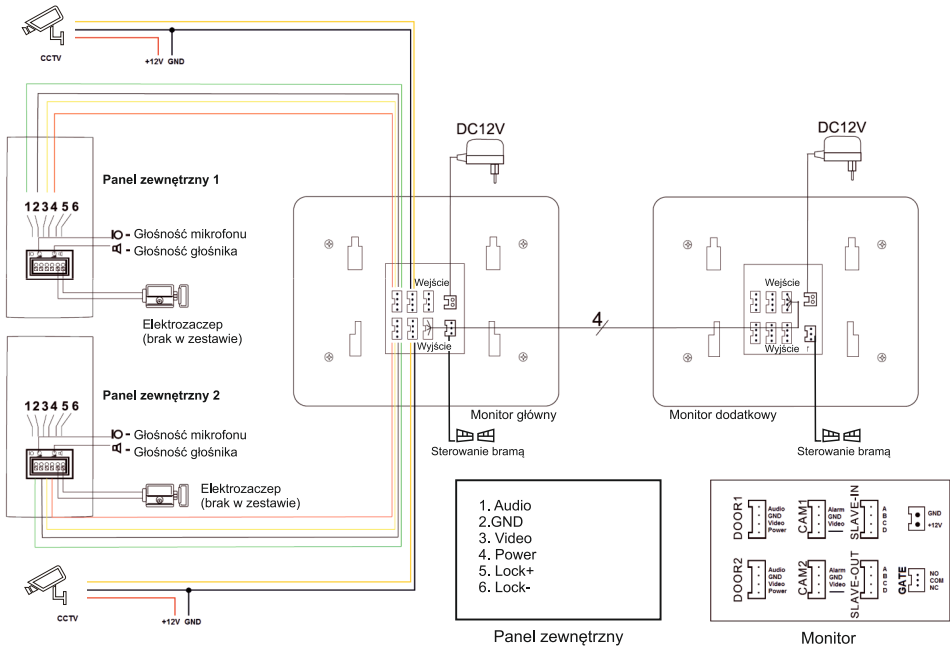 CCTV
+12V GND
Panel zewnętrzny 1
1 2 3 4 5 6
- Głośność mikrofonu
- Głośność głośnika
Elektrozaczep
(brak w zestawie)
Panel zewnętrzny 2
1 2 3 4 5 6
- Głośność mikrofonu
- Głośność głośnika
Elektrozaczep
(brak w zestawie)
CCTV
+12V GND
DC12V
Wejście
Wyjście
Monitor główny
Sterowanie bramą
4
DC12V
Wejście
Wyjście
Monitor dodatkowy
Sterowanie bramą
1. Audio
2.GND
3. Video
4. Power
5. Lock+
6. Lock-
Panel zewnętrzny
DOOR1
Audio
GND
Video
Power
CAM1
Alarm
GND
Video
SLAVE-IN
A
B
C
D
GND
+12V
DOOR2
Audio
GND
Video
Power
CAM2
Alarm
GND
Video
SLAVE-OUT
A
B
C
D
GATE
NO
COM
NC
Monitor